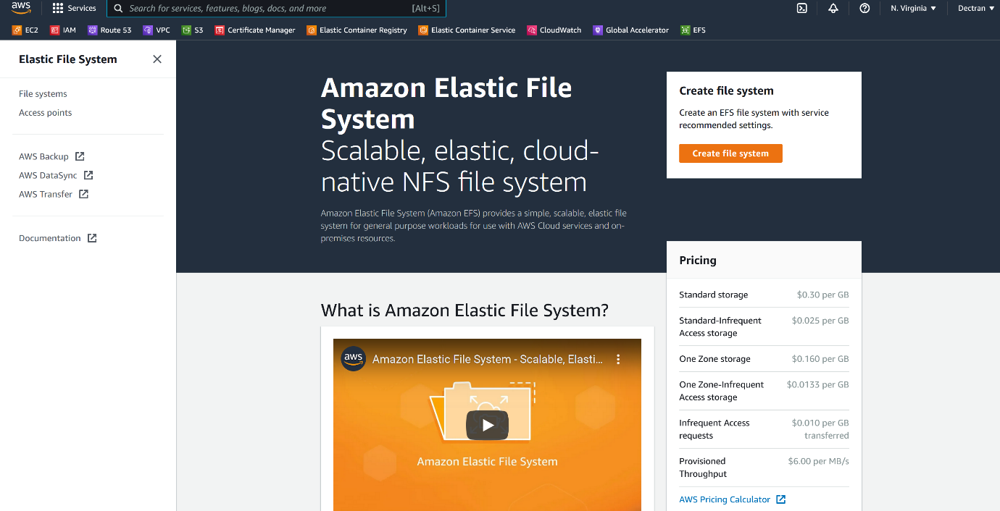 aws
Services
Search for services, features, blogs, docs, and more
[Alt+S]
N. Virginia
Dectran
EC2
IAM
Route 53
VPC
S3
Certificate Manager
Elastic Container Registry
Elastic Container Service
CloudWatch
Global Accelerator
EFS
Elastic File System
File systems
Access points
AWS Backup
AWS DataSync
AWS Transfer
Documentation
Amazon Elastic File
System
Scalable, elastic, cloud-
native NFS file system
Amazon Elastic File System (Amazon EFS) provides a simple, scalable, elastic file
system for general purpose workloads for use with AWS Cloud services and on-
premises resources.
Create file system
Create an EFS file system with service
recommended settings.
Create file system
What is Amazon Elastic File System?
aws
Amazon Elastic File System - Scalable, Elasti...
Amazon Elastic File System
Pricing
Standard storage $0.30 per GB
Standard-Infrequent $0.025 per GB
Access storage
One Zone storage $0.160 per GB
One Zone-Infrequent $0.0133 per GB
Access storage
Infrequent Access $0.010 per GB
requests transferred
Provisioned $6.00 per MB/s
Throughput
AWS Pricing Calculator